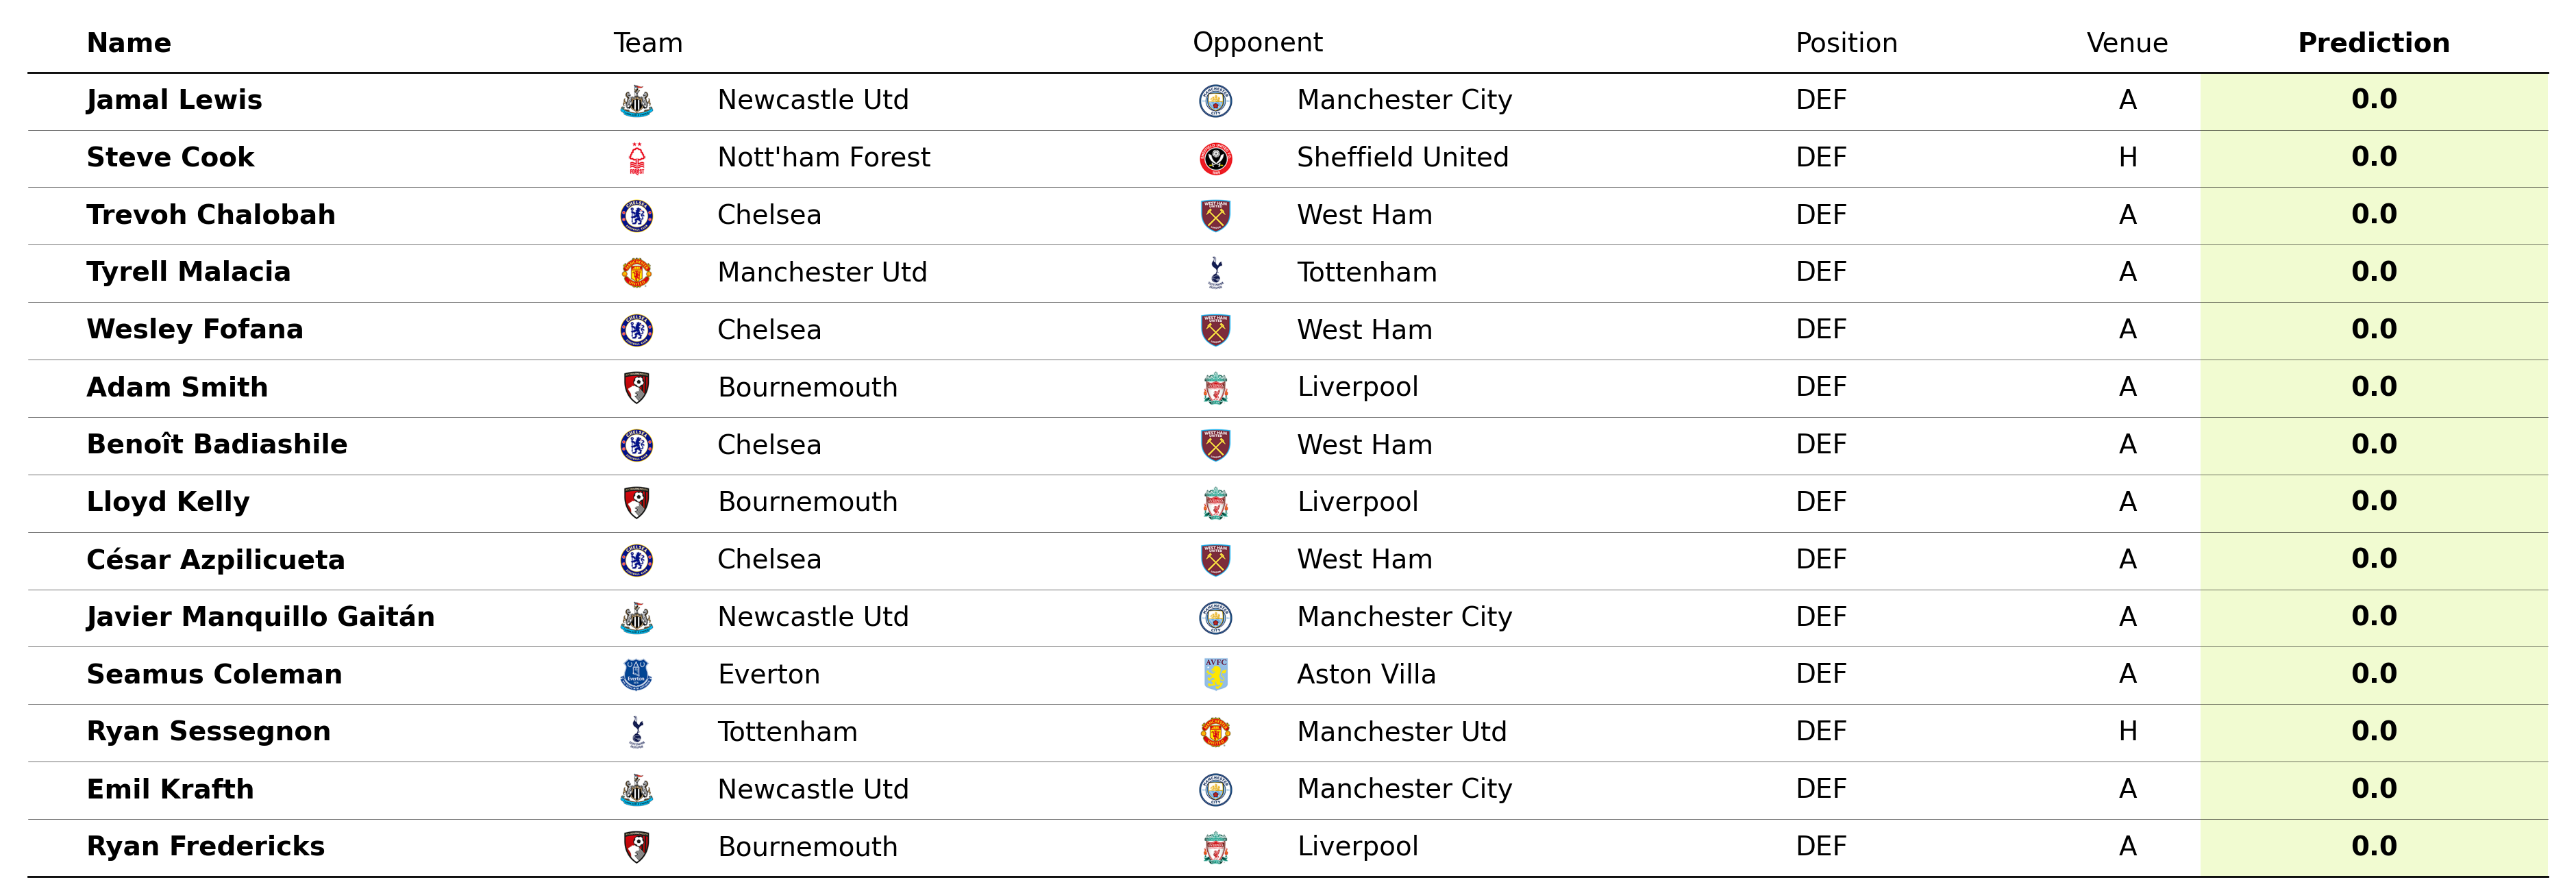 Name Team Opponent Position Venue Prediction
Jamal Lewis Newcastle Utd Manchester City DEF A 0.0
Steve Cook Nott'ham Forest Sheffield United DEF H 0.0
Trevoh Chalobah Chelsea West Ham DEF A 0.0
Tyrell Malacia Manchester Utd Tottenham DEF A 0.0
Wesley Fofana Chelsea West Ham DEF A 0.0
Adam Smith Bournemouth Liverpool DEF A 0.0
Benoît Badiashile Chelsea West Ham DEF A 0.0
Lloyd Kelly Bournemouth Liverpool DEF A 0.0
César Azpilicueta Chelsea West Ham DEF A 0.0
Javier Manquillo Gaitán Newcastle Utd Manchester City DEF A 0.0
Seamus Coleman Everton Aston Villa DEF A 0.0
Ryan Sessegnon Tottenham Manchester Utd DEF H 0.0
Emil Krafth Newcastle Utd Manchester City DEF A 0.0
Ryan Fredericks Bournemouth Liverpool DEF A 0.0